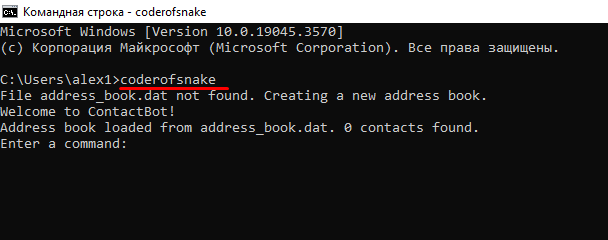 Командная строка - coderofsnake
Microsoft Windows [Version 10.0.19045.3570]
(c) Корпорация Майкрософт (Microsoft Corporation). Все права защищены.
C:\Users\alex1>coderofsnake
File address_book.dat not found. Creating a new address book.
Welcome to ContactBot!
Address book loaded from address_book.dat. 0 contacts found.
Enter a command: